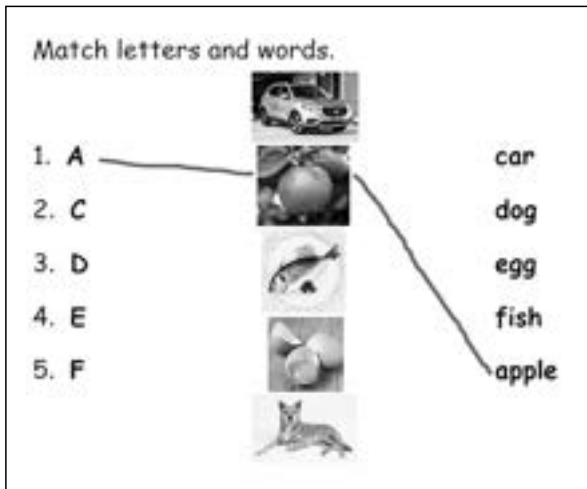 Match letters and words.
1. A car
2. C dog
3. D egg
4. E fish
5. F apple